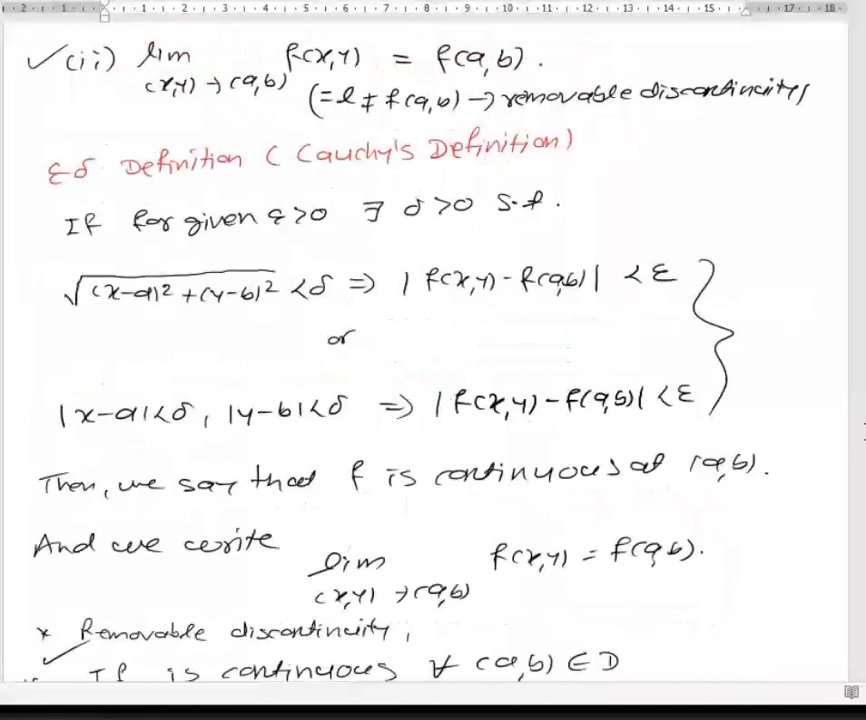 (ii) lim f(x,y) = f(a,b).
(x,y) → (a,b)
(= l ≠ f(a,b) → removable discontinuity)
εδ Definition (Cauchy's Definition)
If for given ε>0 ∃ δ>0 s.t.
√(x-a)² + (y-b)² < δ ⇒ | f(x,y) - f(a,b) | < ε
or
|x-a|<δ, |y-b|<δ ⇒ |f(x,y) - f(a,b)| < ε
Then, we say that f is continuous at (a,b).
And we write
lim f(x,y) = f(a,b).
(x,y) → (a,b)
* Removable discontinuity,
If is continuous ∀ (a,b) ∈ D